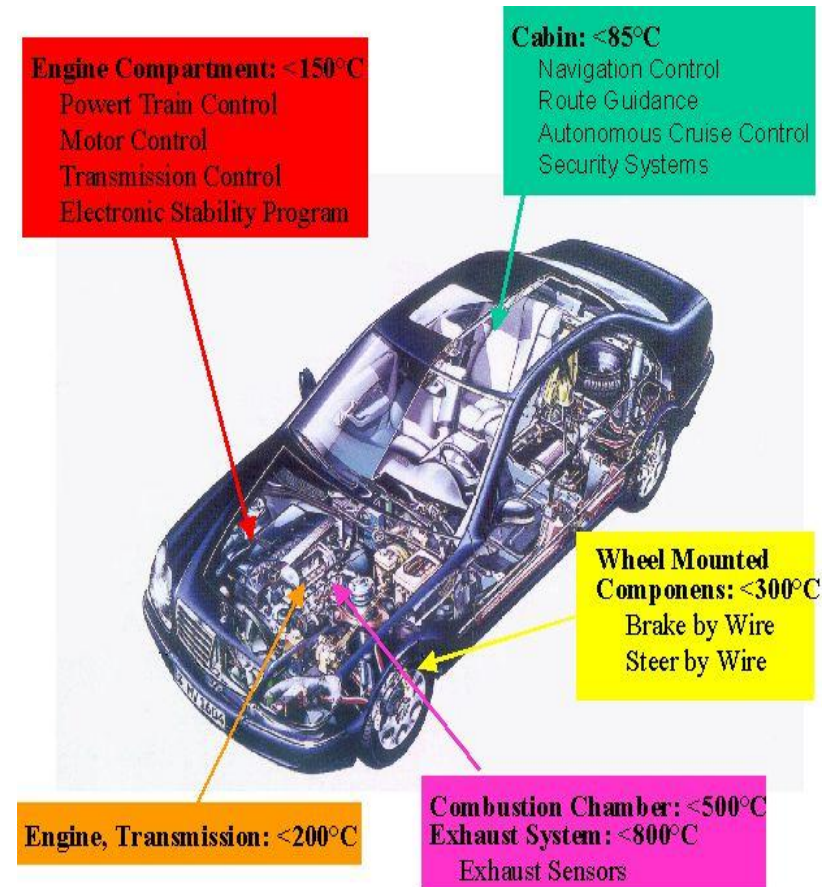 Engine Compartment: <150°C
Powert Train Control
Motor Control
Transmission Control
Electronic Stability Program
Cabin: <85°C
Navigation Control
Route Guidance
Autonomous Cruise Control
Security Systems
Wheel Mounted
Componens: <300°C
Brake by Wire
Steer by Wire
Engine, Transmission: <200°C
Combustion Chamber: <500°C
Exhaust System: <800°C
Exhaust Sensors